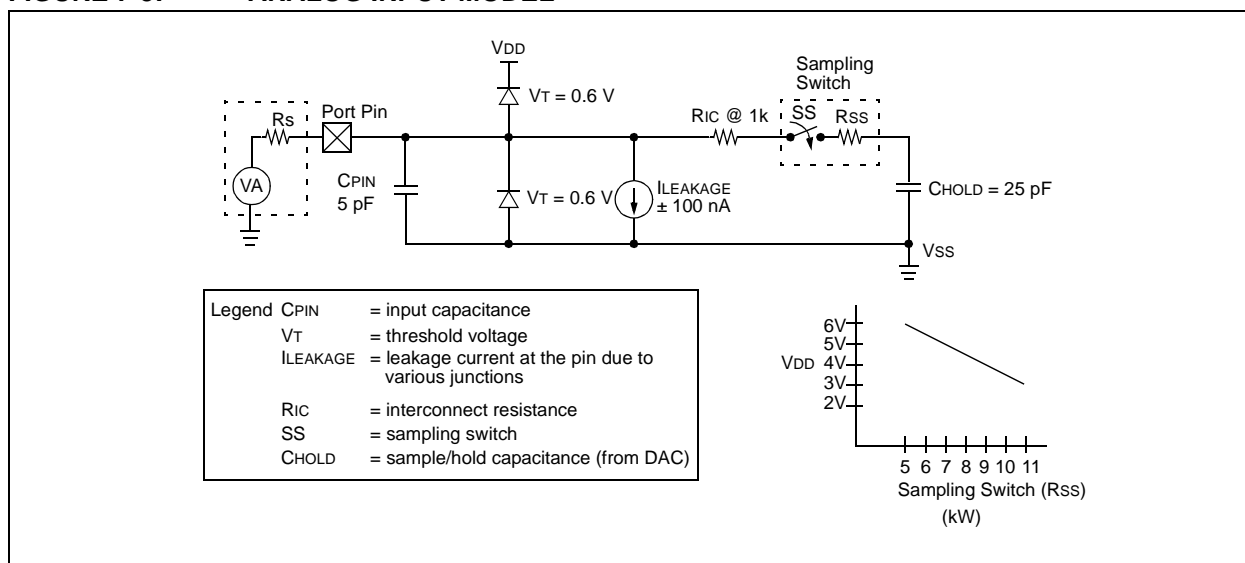 VDD
VT = 0.6 V
Sampling
Switch
Rs
Port Pin
RIC @ 1k
SS
RSS
VA
CPIN
5 pF
VT = 0.6 V
ILEAKAGE
± 100 nA
CHOLD = 25 pF
VSS
Legend CPIN = input capacitance
VT = threshold voltage
ILEAKAGE = leakage current at the pin due to
various junctions
RIC = interconnect resistance
SS = sampling switch
CHOLD = sample/hold capacitance (from DAC)
6V
5V
VDD 4V
3V
2V
5 6 7 8 9 10 11
Sampling Switch (RSS)
(kW)